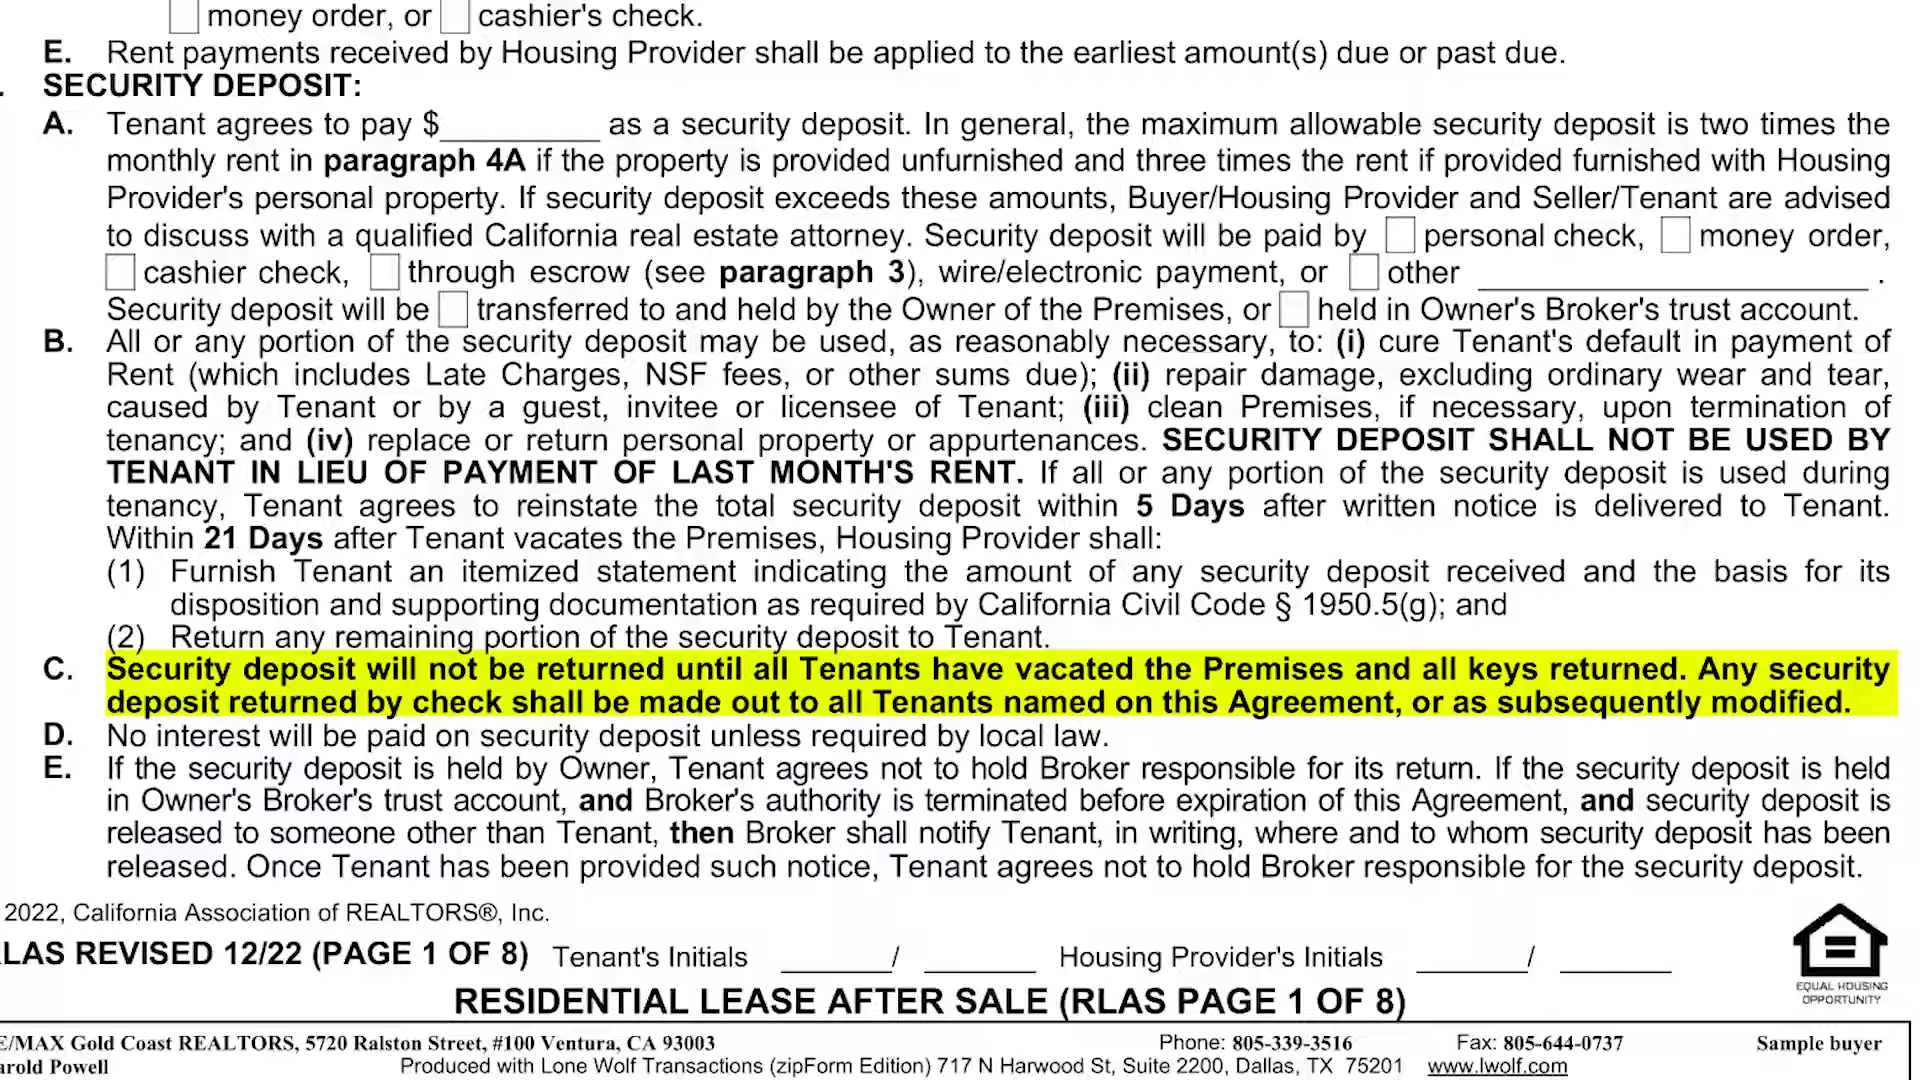 money order, or cashier's check.
E. Rent payments received by Housing Provider shall be applied to the earliest amount(s) due or past due.
. SECURITY DEPOSIT:
A. Tenant agrees to pay $__________ as a security deposit. In general, the maximum allowable security deposit is two times the
monthly rent in paragraph 4A if the property is provided unfurnished and three times the rent if provided furnished with Housing
Provider's personal property. If security deposit exceeds these amounts, Buyer/Housing Provider and Seller/Tenant are advised
to discuss with a qualified California real estate attorney. Security deposit will be paid by personal check, money order,
cashier check, through escrow (see paragraph 3), wire/electronic payment, or other ________________________ .
Security deposit will be transferred to and held by the Owner of the Premises, or held in Owner's Broker's trust account.
B. All or any portion of the security deposit may be used, as reasonably necessary, to: (i) cure Tenant's default in payment of
Rent (which includes Late Charges, NSF fees, or other sums due); (ii) repair damage, excluding ordinary wear and tear,
caused by Tenant or by a guest, invitee or licensee of Tenant; (iii) clean Premises, if necessary, upon termination of
tenancy; and (iv) replace or return personal property or appurtenances. SECURITY DEPOSIT SHALL NOT BE USED BY
TENANT IN LIEU OF PAYMENT OF LAST MONTH'S RENT. If all or any portion of the security deposit is used during
tenancy, Tenant agrees to reinstate the total security deposit within 5 Days after written notice is delivered to Tenant.
Within 21 Days after Tenant vacates the Premises, Housing Provider shall:
(1) Furnish Tenant an itemized statement indicating the amount of any security deposit received and the basis for its
disposition and supporting documentation as required by California Civil Code § 1950.5(g); and
(2) Return any remaining portion of the security deposit to Tenant.
C. Security deposit will not be returned until all Tenants have vacated the Premises and all keys returned. Any security
deposit returned by check shall be made out to all Tenants named on this Agreement, or as subsequently modified.
D. No interest will be paid on security deposit unless required by local law.
E. If the security deposit is held by Owner, Tenant agrees not to hold Broker responsible for its return. If the security deposit is held
in Owner's Broker's trust account, and Broker's authority is terminated before expiration of this Agreement, and security deposit is
released to someone other than Tenant, then Broker shall notify Tenant, in writing, where and to whom security deposit has been
released. Once Tenant has been provided such notice, Tenant agrees not to hold Broker responsible for the security deposit.
2022, California Association of REALTORS®, Inc.
LAS REVISED 12/22 (PAGE 1 OF 8) Tenant's Initials ______/ ______ Housing Provider's Initials ______/ ______
EQUAL HOUSING
OPPORTUNITY
RESIDENTIAL LEASE AFTER SALE (RLAS PAGE 1 OF 8)
E/MAX Gold Coast REALTORS, 5720 Ralston Street, #100 Ventura, CA 93003 Phone: 805-339-3516 Fax: 805-644-0737 Sample buyer
arold Powell Produced with Lone Wolf Transactions (zipForm Edition) 717 N Harwood St, Suite 2200, Dallas, TX 75201 www.lwolf.com